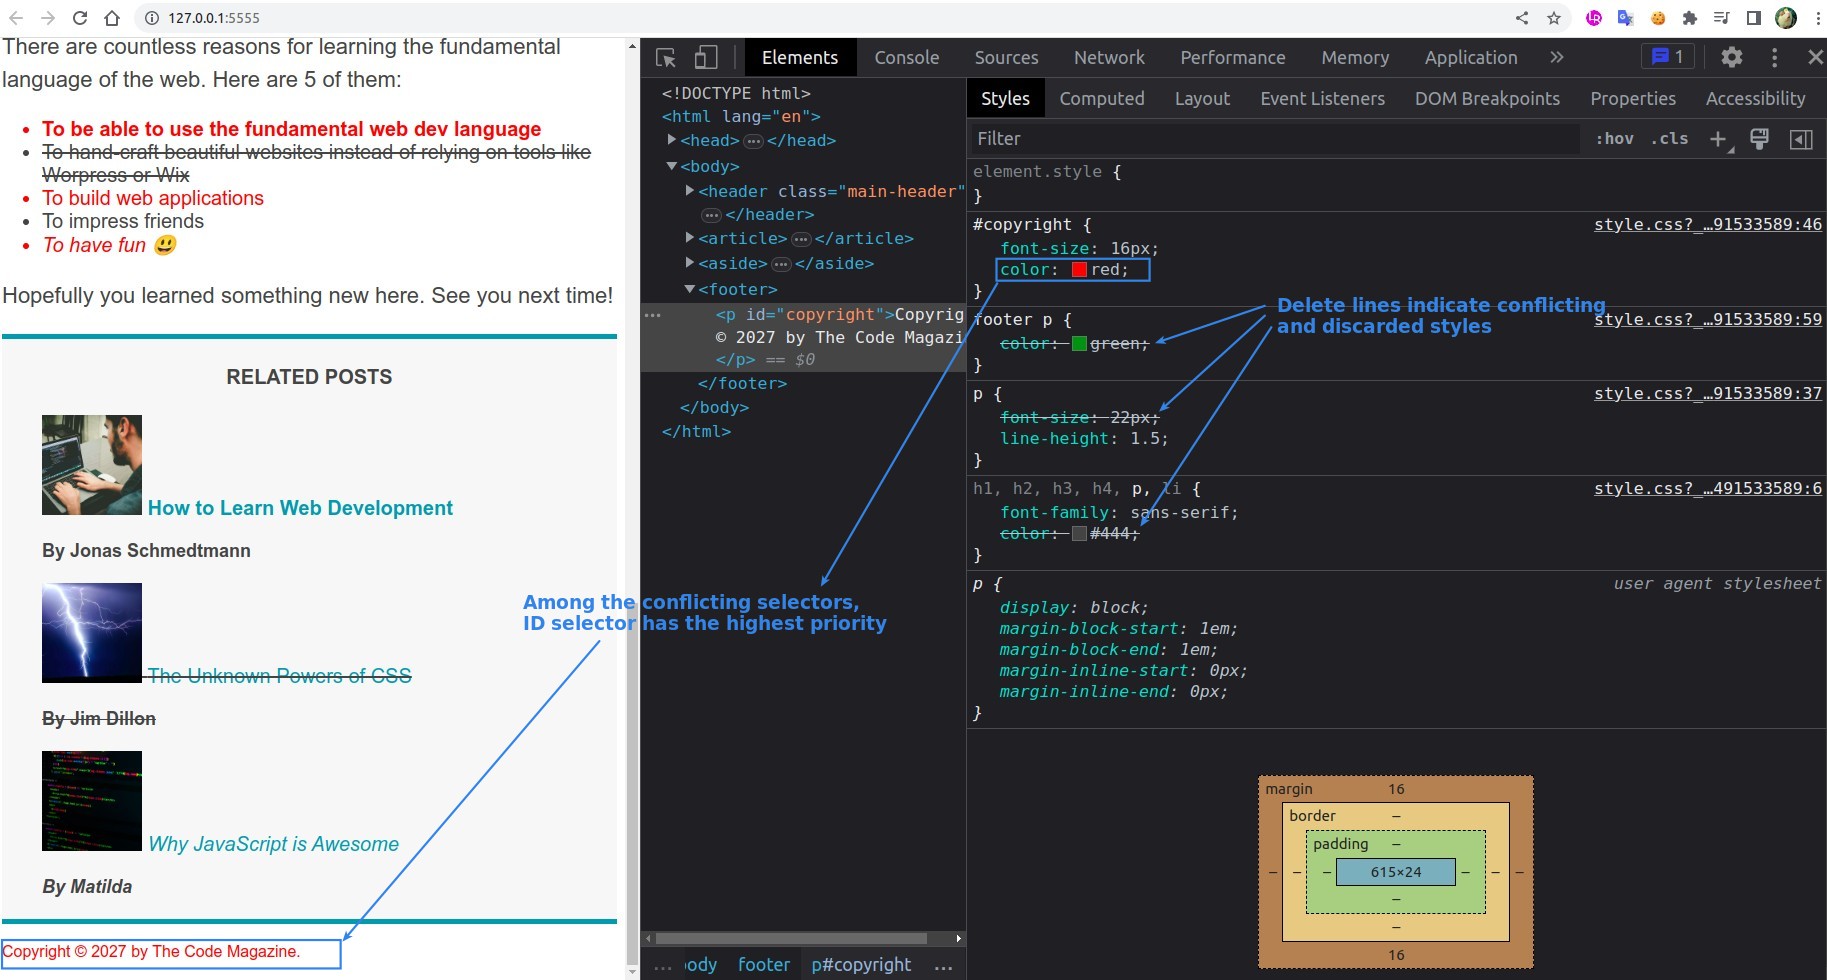 127.0.0.1:5555
There are countless reasons for learning the fundamental
language of the web. Here are 5 of them:
To be able to use the fundamental web dev language
To hand-craft beautiful websites instead of relying on tools like
Worpress or Wix
To build web applications
To impress friends
To have fun 😃
Hopefully you learned something new here. See you next time!
RELATED POSTS
How to Learn Web Development
By Jonas Schmedtmann
The Unknown Powers of CSS
By Jim Dillon
Why JavaScript is Awesome
By Matilda
Copyright © 2027 by The Code Magazine.
Among the conflicting selectors,
ID selector has the highest priority
Elements Console Sources Network Performance Memory Application » 1
<!DOCTYPE html>
<html lang="en">
<head>…</head>
<body>
<header class="main-header"
…</header>
<article>…</article>
<aside>…</aside>
<footer>
<p id="copyright">Copyrig
© 2027 by The Code Magazi
</p> == $0
</footer>
</body>
</html>
... ody footer p#copyright ...
Styles Computed Layout Event Listeners DOM Breakpoints Properties Accessibility
Filter :hov .cls +
element.style {
}
#copyright { style.css?_…91533589:46
font-size: 16px;
color: red;
}
Delete lines indicate conflicting
and discarded styles
footer p { style.css?_…91533589:59
color: green;
}
p { style.css?_…91533589:37
font-size: 22px;
line-height: 1.5;
}
h1, h2, h3, h4, p, li { style.css?_…491533589:6
font-family: sans-serif;
color: #444;
}
p { user agent stylesheet
display: block;
margin-block-start: 1em;
margin-block-end: 1em;
margin-inline-start: 0px;
margin-inline-end: 0px;
}
margin 16
border –
padding –
– – – 615×24 – – –
–
–
16